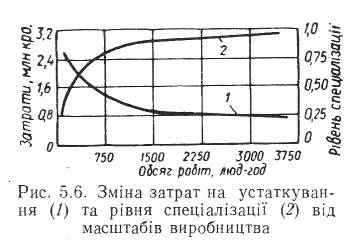 3,2
2,4
1,6
0,8
0
Затрати, млн кро.
1,0
0,75
0,50
0,25
0
Рівень спеціалізації
2
1
750 1500 2250 3000 3750
Обсяг робіт, люд-год
Рис. 5.6. Зміна затрат на устаткуван-
ня (1) та рівня спеціалізації (2) від
масштабів виробництва